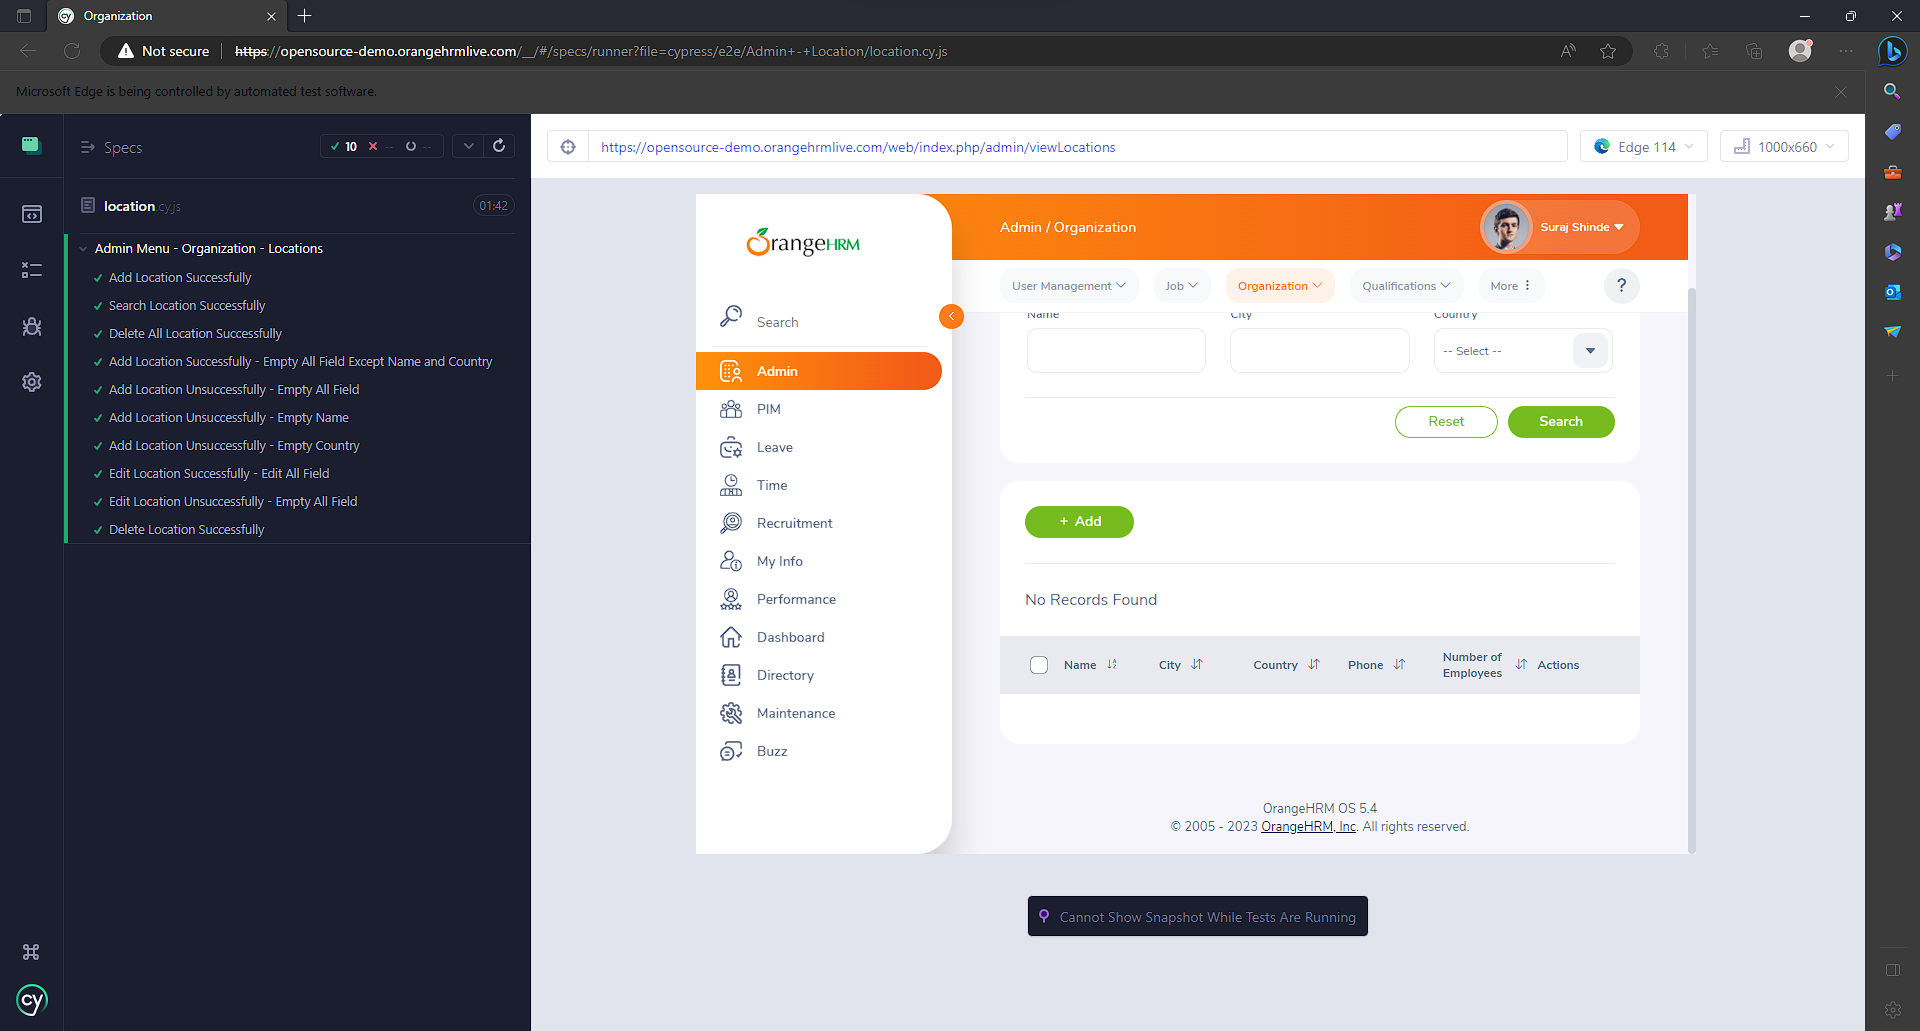 Organization
Not secure
https://opensource-demo.orangehrmlive.com/__/#/specs/runner?file=cypress/e2e/Admin+-+Location/location.cy.js
Microsoft Edge is being controlled by automated test software.
Specs
10 -- --
location.cy.js
01:42
Admin Menu - Organization - Locations
Add Location Successfully
Search Location Successfully
Delete All Location Successfully
Add Location Successfully - Empty All Field Except Name and Country
Add Location Unsuccessfully - Empty All Field
Add Location Unsuccessfully - Empty Name
Add Location Unsuccessfully - Empty Country
Edit Location Successfully - Edit All Field
Edit Location Unsuccessfully - Empty All Field
Delete Location Successfully
cy
https://opensource-demo.orangehrmlive.com/web/index.php/admin/viewLocations
Edge 114
1000x660
OrangeHRM
Search
Admin
PIM
Leave
Time
Recruitment
My Info
Performance
Dashboard
Directory
Maintenance
Buzz
Admin / Organization
Suraj Shinde
User Management
Job
Organization
Qualifications
More
?
Name
City
Country
-- Select --
Reset
Search
+ Add
No Records Found
Name
City
Country
Phone
Number of
Employees
Actions
OrangeHRM OS 5.4
© 2005 - 2023 OrangeHRM, Inc. All rights reserved.
Cannot Show Snapshot While Tests Are Running